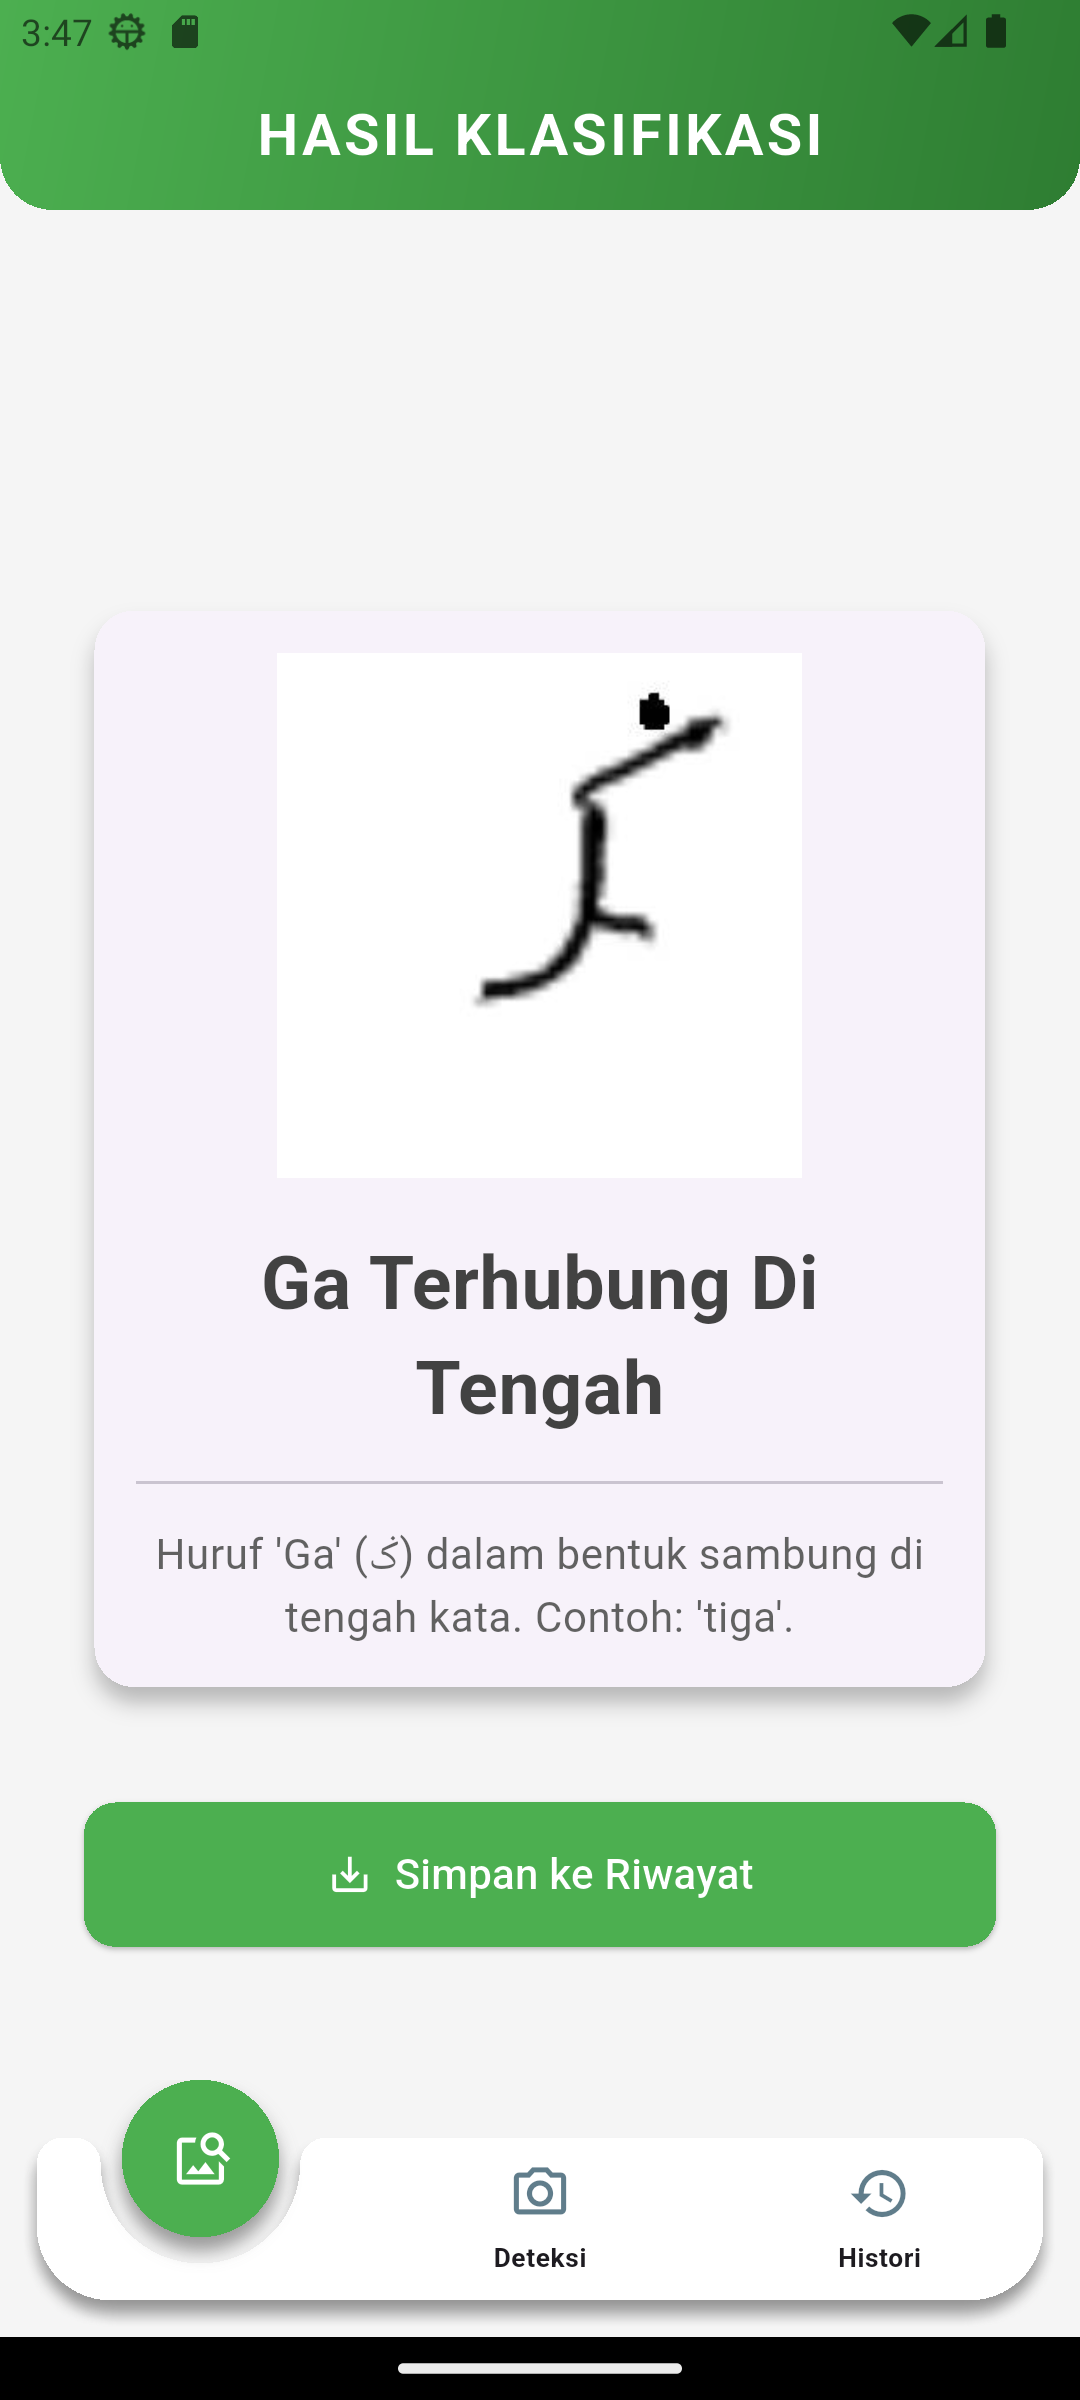 3:47
HASIL KLASIFIKASI
ݢ
Ga Terhubung Di
Tengah
Huruf 'Ga' (ݢ) dalam bentuk sambung di
tengah kata. Contoh: 'tiga'.
Simpan ke Riwayat
Deteksi
Histori